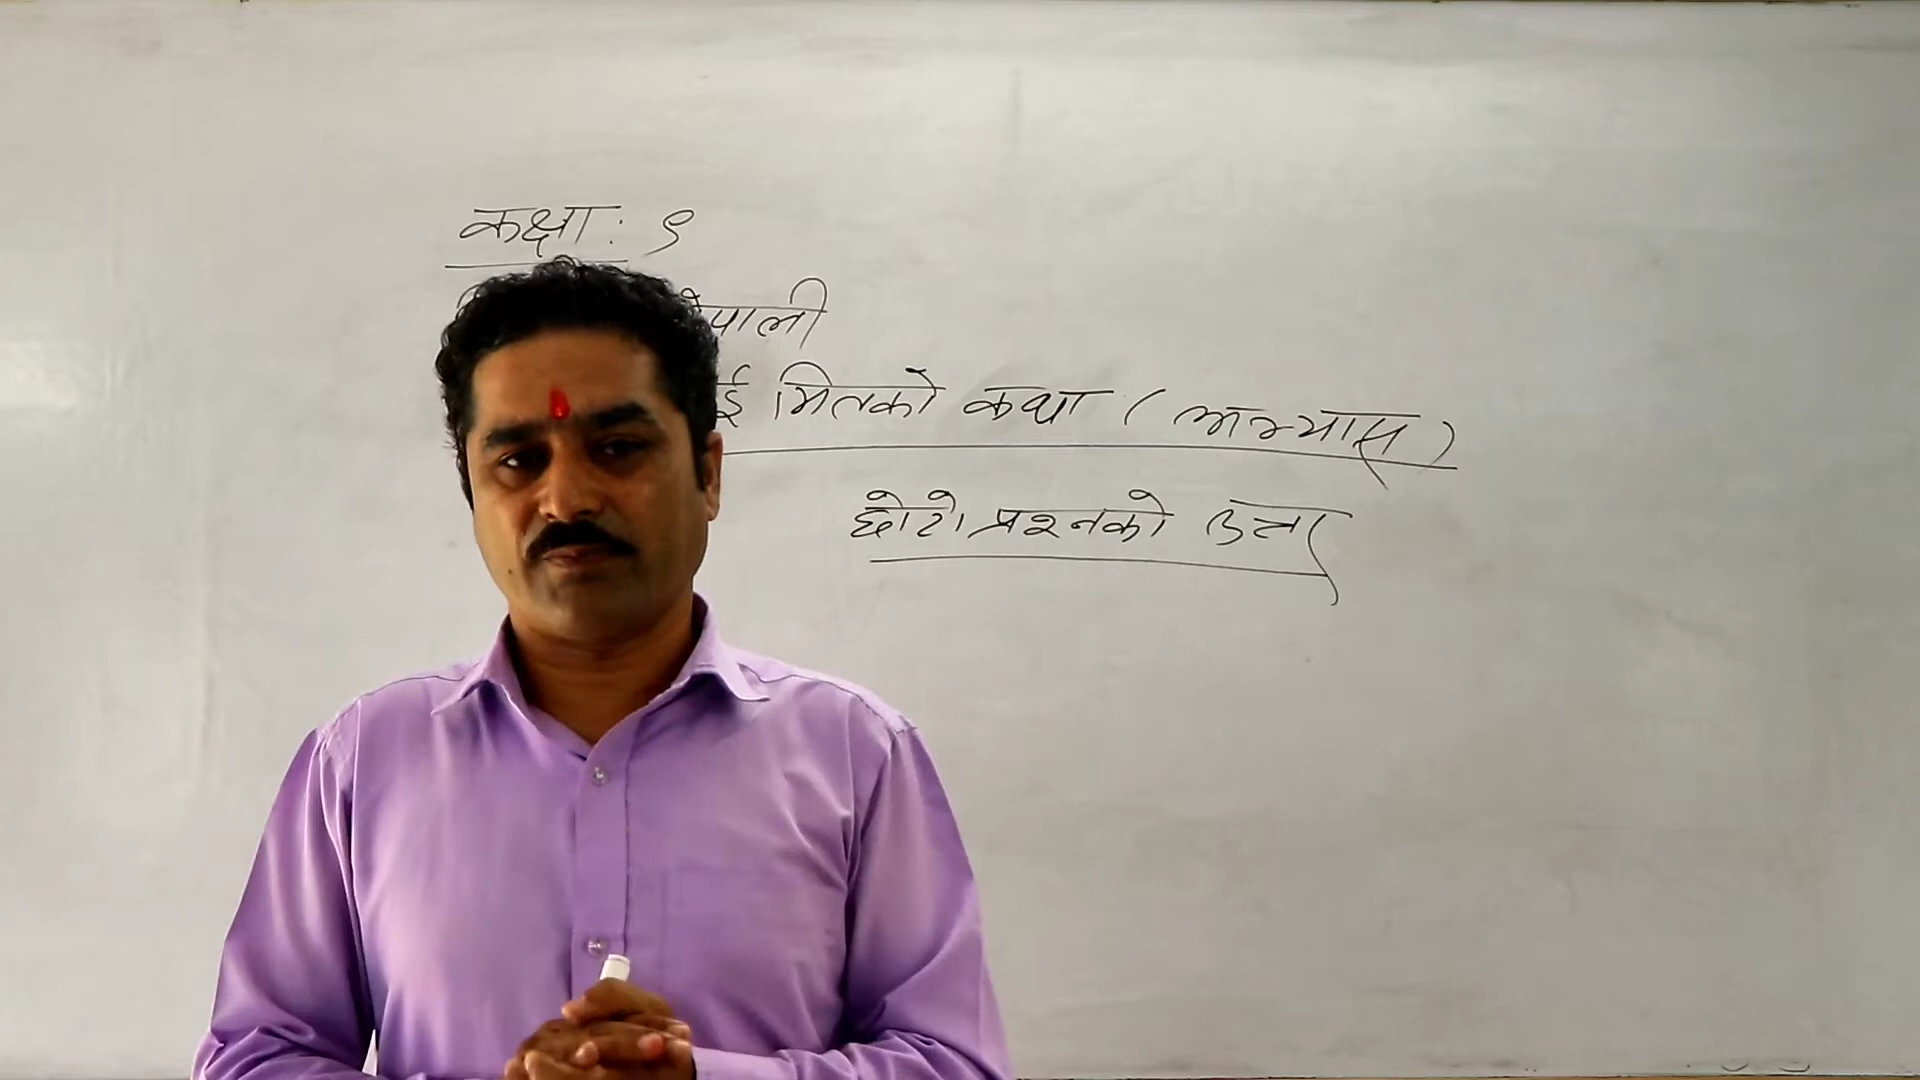 कक्षा: ९
नेपाली
ई मितको कथा (अभ्यास)
छोटो प्रश्नको उत्तर